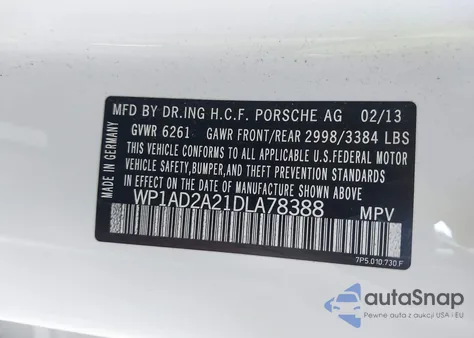 MFD BY DR.ING H.C.F. PORSCHE AG 02/13
GVWR 6261 GAWR FRONT/REAR 2998/3384 LBS
THIS VEHICLE CONFORMS TO ALL APPLICABLE U.S.FEDERAL MOTOR
VEHICLE SAFETY,BUMPER,AND THEFT PREVENTION STANDARDS
IN EFFECT ON THE DATE OF MANUFACTURE SHOWN ABOVE.
WP1AD2A21DLA78388 MPV
MADE IN GERMANY
7P5.010.730.F
autoSnap
Pewne auta z aukcji USA i EU